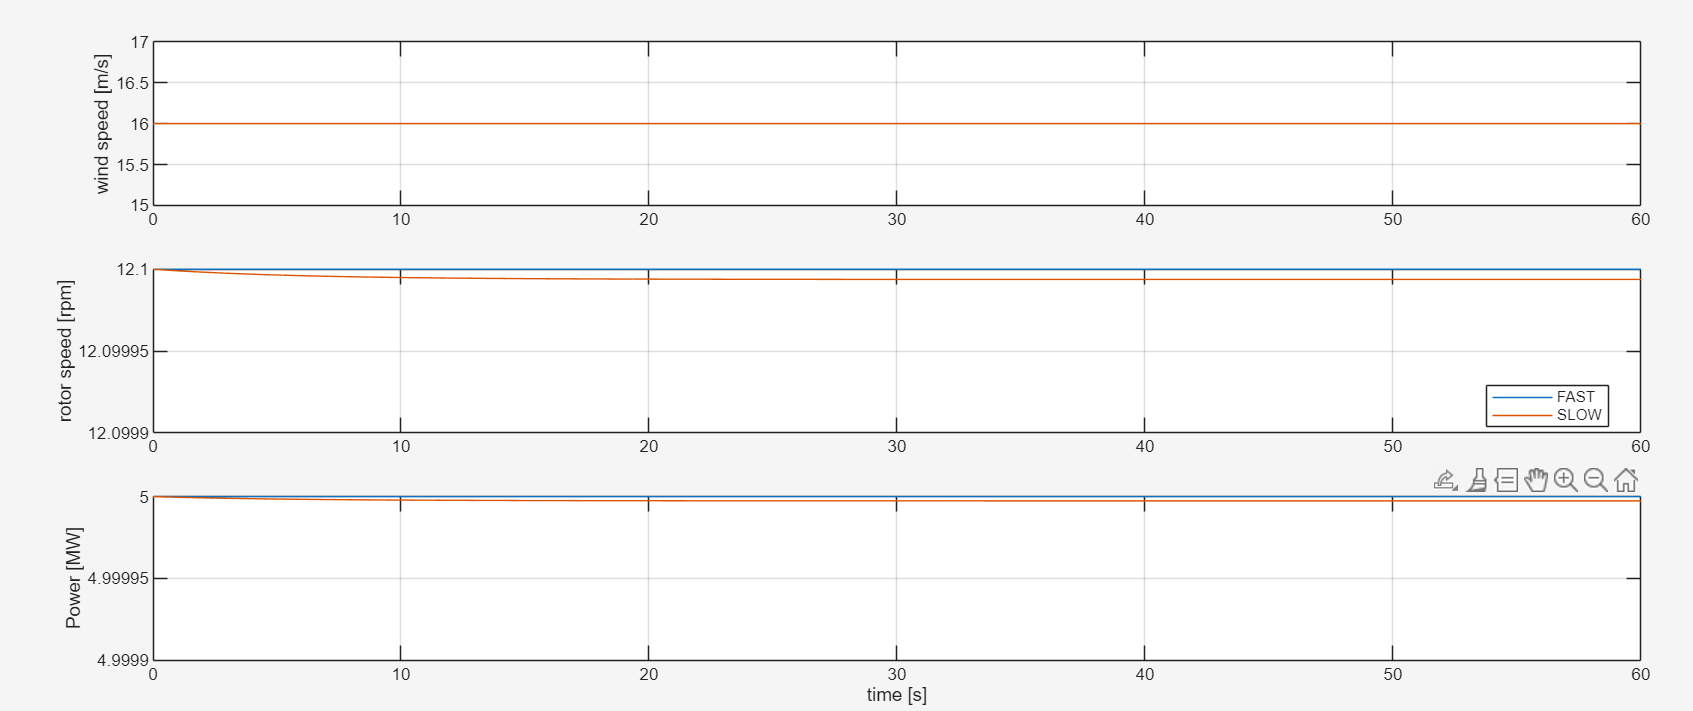 17
16.5
16
15.5
15
wind speed [m/s]
0 10 20 30 40 50 60
12.1
12.09995
12.0999
rotor speed [rpm]
FAST
SLOW
0 10 20 30 40 50 60
5
4.99995
4.9999
Power [MW]
0 10 20 30 40 50 60
time [s]